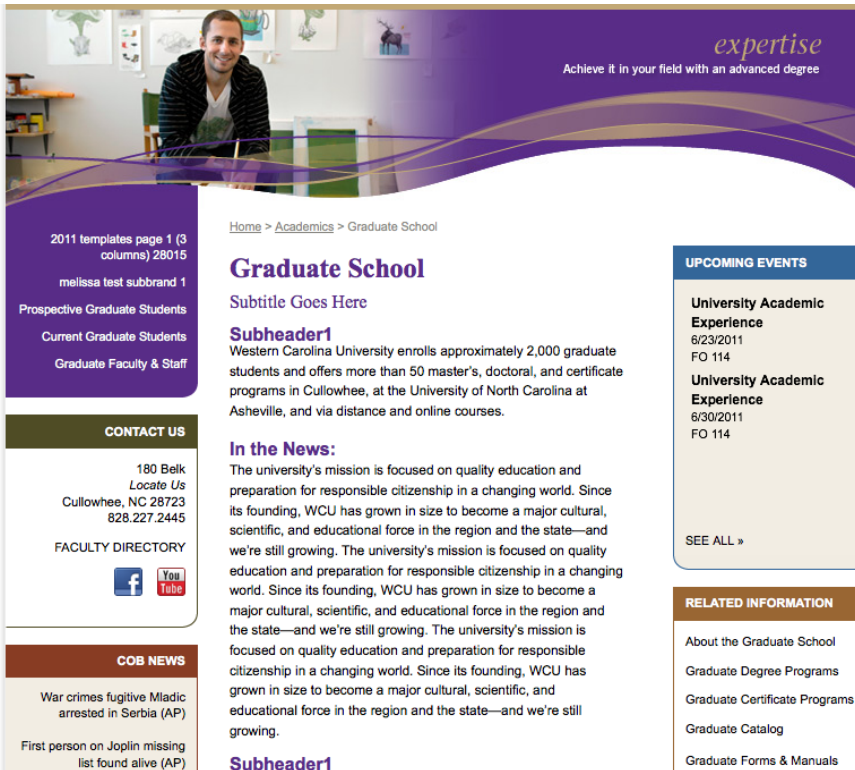 expertise
Achieve it in your field with an advanced degree
2011 templates page 1 (3
columns) 28015
melissa test subbrand 1
Prospective Graduate Students
Current Graduate Students
Graduate Faculty & Staff
CONTACT US
180 Belk
Locate Us
Cullowhee, NC 28723
828.227.2445
FACULTY DIRECTORY
You
Tube
COB NEWS
War crimes fugitive Mladic
arrested in Serbia (AP)
First person on Joplin missing
list found alive (AP)
Home > Academics > Graduate School
Graduate School
Subtitle Goes Here
Subheader1
Western Carolina University enrolls approximately 2,000 graduate
students and offers more than 50 master's, doctoral, and certificate
programs in Cullowhee, at the University of North Carolina at
Asheville, and via distance and online courses.
In the News:
The university's mission is focused on quality education and
preparation for responsible citizenship in a changing world. Since
its founding, WCU has grown in size to become a major cultural,
scientific, and educational force in the region and the state—and
we're still growing. The university's mission is focused on quality
education and preparation for responsible citizenship in a changing
world. Since its founding, WCU has grown in size to become a
major cultural, scientific, and educational force in the region and
the state—and we're still growing. The university's mission is
focused on quality education and preparation for responsible
citizenship in a changing world. Since its founding, WCU has
grown in size to become a major cultural, scientific, and
educational force in the region and the state—and we're still
growing.
Subheader1
UPCOMING EVENTS
University Academic
Experience
6/23/2011
FO 114
University Academic
Experience
6/30/2011
FO 114
SEE ALL »
RELATED INFORMATION
About the Graduate School
Graduate Degree Programs
Graduate Certificate Programs
Graduate Catalog
Graduate Forms & Manuals